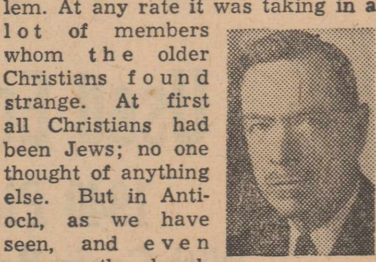 lem. At any rate it was taking in a
lot of members
whom the older
Christians found
strange. At first
all Christians had
been Jews; no one
thought of anything
else. But in Anti-
och, as we have
seen, and even